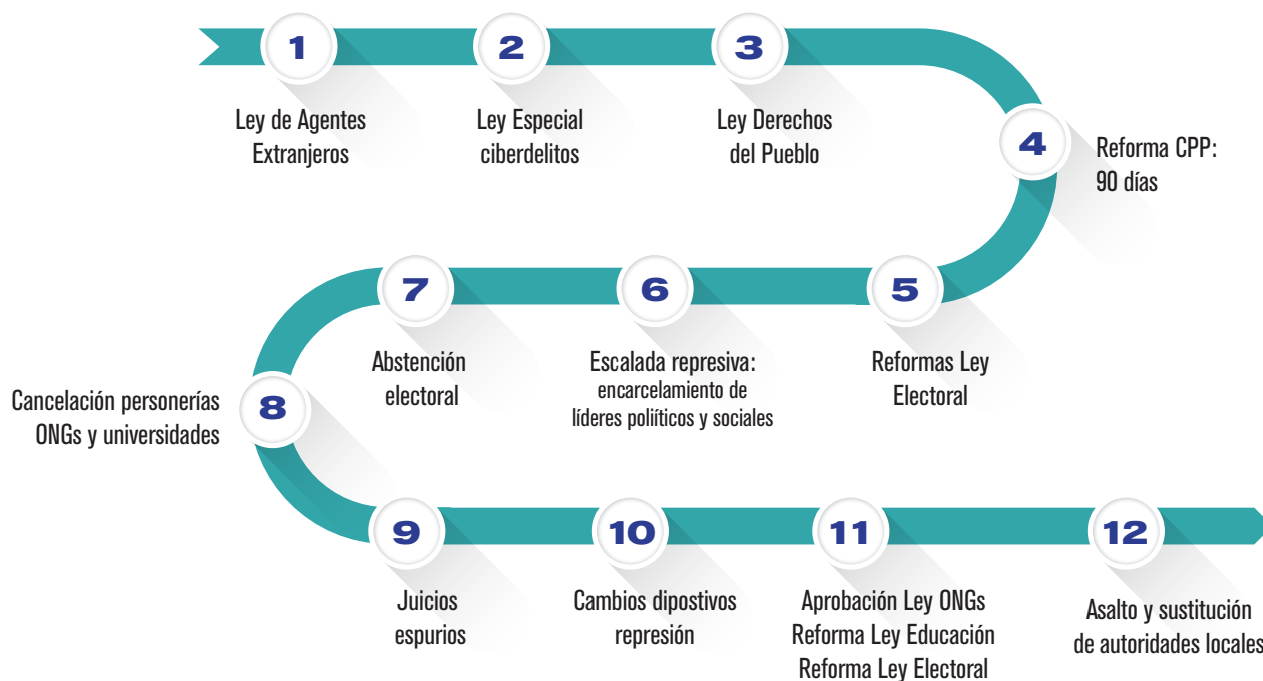 1
Ley de Agentes
Extranjeros
2
Ley Especial
ciberdelitos
3
Ley Derechos
del Pueblo
4
Reforma CPP:
90 días
5
Reformas Ley
Electoral
6
Escalada represiva:
encarcelamiento de
líderes poliíticos y sociales
7
Abstención
electoral
8
Cancelación personerías
ONGs y universidades
9
Juicios
espurios
10
Cambios dipostivos
represión
11
Aprobación Ley ONGs
Reforma Ley Educación
Reforma Ley Electoral
12
Asalto y sustitución
de autoridades locales